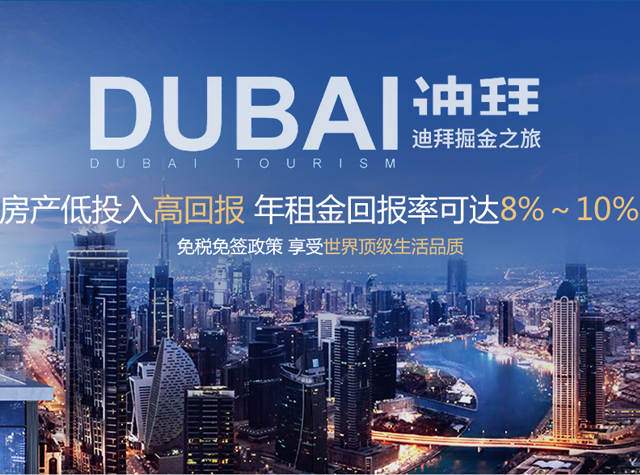 DUBAI 迪拜
迪拜掘金之旅
DUBAI TOURISM
房产低投入高回报 年租金回报率可达8%~10%
免税免签政策 享受世界顶级生活品质